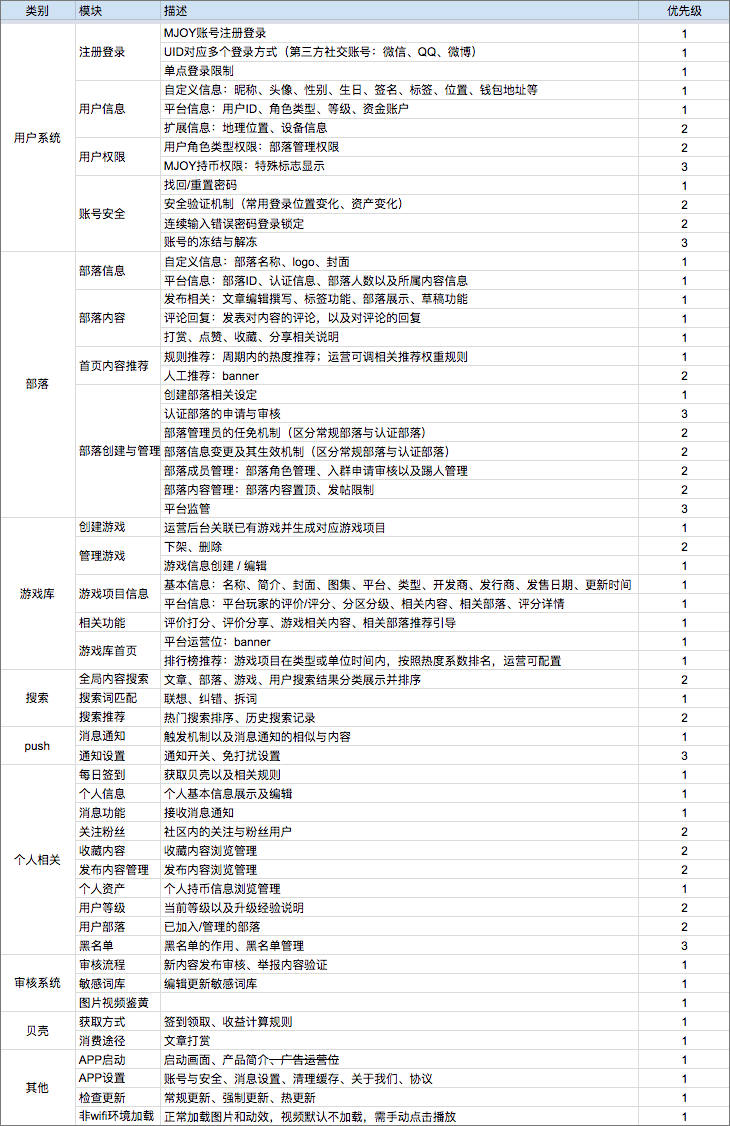 类别 模块 描述 优先级
用户系统 注册登录 MJOY账号注册登录 1
UID对应多个登录方式（第三方社交账号：微信、QQ、微博） 1
单点登录限制 1
用户信息 自定义信息：昵称、头像、性别、生日、签名、标签、位置、钱包地址等 1
平台信息：用户ID、角色类型、等级、资金账户 1
扩展信息：地理位置、设备信息 2
用户权限 用户角色类型权限：部落管理权限 2
MJOY持币权限：特殊标志显示 3
账号安全 找回/重置密码 1
安全验证机制（常用登录位置变化、资产变化） 2
连续输入错误密码登录锁定 2
账号的冻结与解冻 3
部落 部落信息 自定义信息：部落名称、logo、封面 1
平台信息：部落ID、认证信息、部落人数以及所属内容信息 1
部落内容 发布相关：文章编辑撰写、标签功能、部落展示、草稿功能 1
评论回复：发表对内容的评论，以及对评论的回复 1
打赏、点赞、收藏、分享相关说明 1
首页内容推荐 规则推荐：周期内的热度推荐；运营可调相关推荐权重规则 1
人工推荐：banner 2
部落创建与管理 创建部落相关设定 1
认证部落的申请与审核 3
部落管理员的任免机制（区分常规部落与认证部落） 2
部落信息变更及其生效机制（区分常规部落与认证部落） 2
部落成员管理：部落角色管理、入群申请审核以及踢人管理 2
部落内容管理：部落内容置顶、发帖限制 2
平台监管 3
游戏库 创建游戏 运营后台关联已有游戏并生成对应游戏项目 1
管理游戏 下架、删除 2
游戏信息创建 / 编辑 1
游戏项目信息 基本信息：名称、简介、封面、图集、平台、类型、开发商、发行商、发售日期、更新时间 1
平台信息：平台玩家的评价/评分、分区分级、相关内容、相关部落、评分详情 1
相关功能 评价打分、评价分享、游戏相关内容、相关部落推荐引导 1
游戏库首页 平台运营位：banner 1
排行榜推荐：游戏项目在类型或单位时间内，按照热度系数排名，运营可配置 1
搜索 全局内容搜索 文章、部落、游戏、用户搜索结果分类展示并排序 2
搜索词匹配 联想、纠错、拆词 1
搜索推荐 热门搜索排序、历史搜索记录 2
push 消息通知 触发机制以及消息通知的相似与内容 1
通知设置 通知开关、免打扰设置 3
个人相关 每日签到 获取贝壳以及相关规则 1
个人信息 个人基本信息展示及编辑 1
消息功能 接收消息通知 1
关注粉丝 社区内的关注与粉丝用户 2
收藏内容 收藏内容浏览管理 2
发布内容管理 发布内容浏览管理 2
个人资产 个人持币信息浏览管理 1
用户等级 当前等级以及升级经验说明 2
用户部落 已加入/管理的部落 2
黑名单 黑名单的作用、黑名单管理 3
审核系统 审核流程 新内容发布审核、举报内容验证 1
敏感词库 编辑更新敏感词库 1
图片视频鉴黄 1
贝壳 获取方式 签到领取、收益计算规则 1
消费途径 文章打赏 1
其他 APP启动 启动画面、产品简介、广告运营位 1
APP设置 账号与安全、消息设置、清理缓存、关于我们、协议 1
检查更新 常规更新、强制更新、热更新 1
非wifi环境加载 正常加载图片和动效，视频默认不加载，需手动点击播放 1